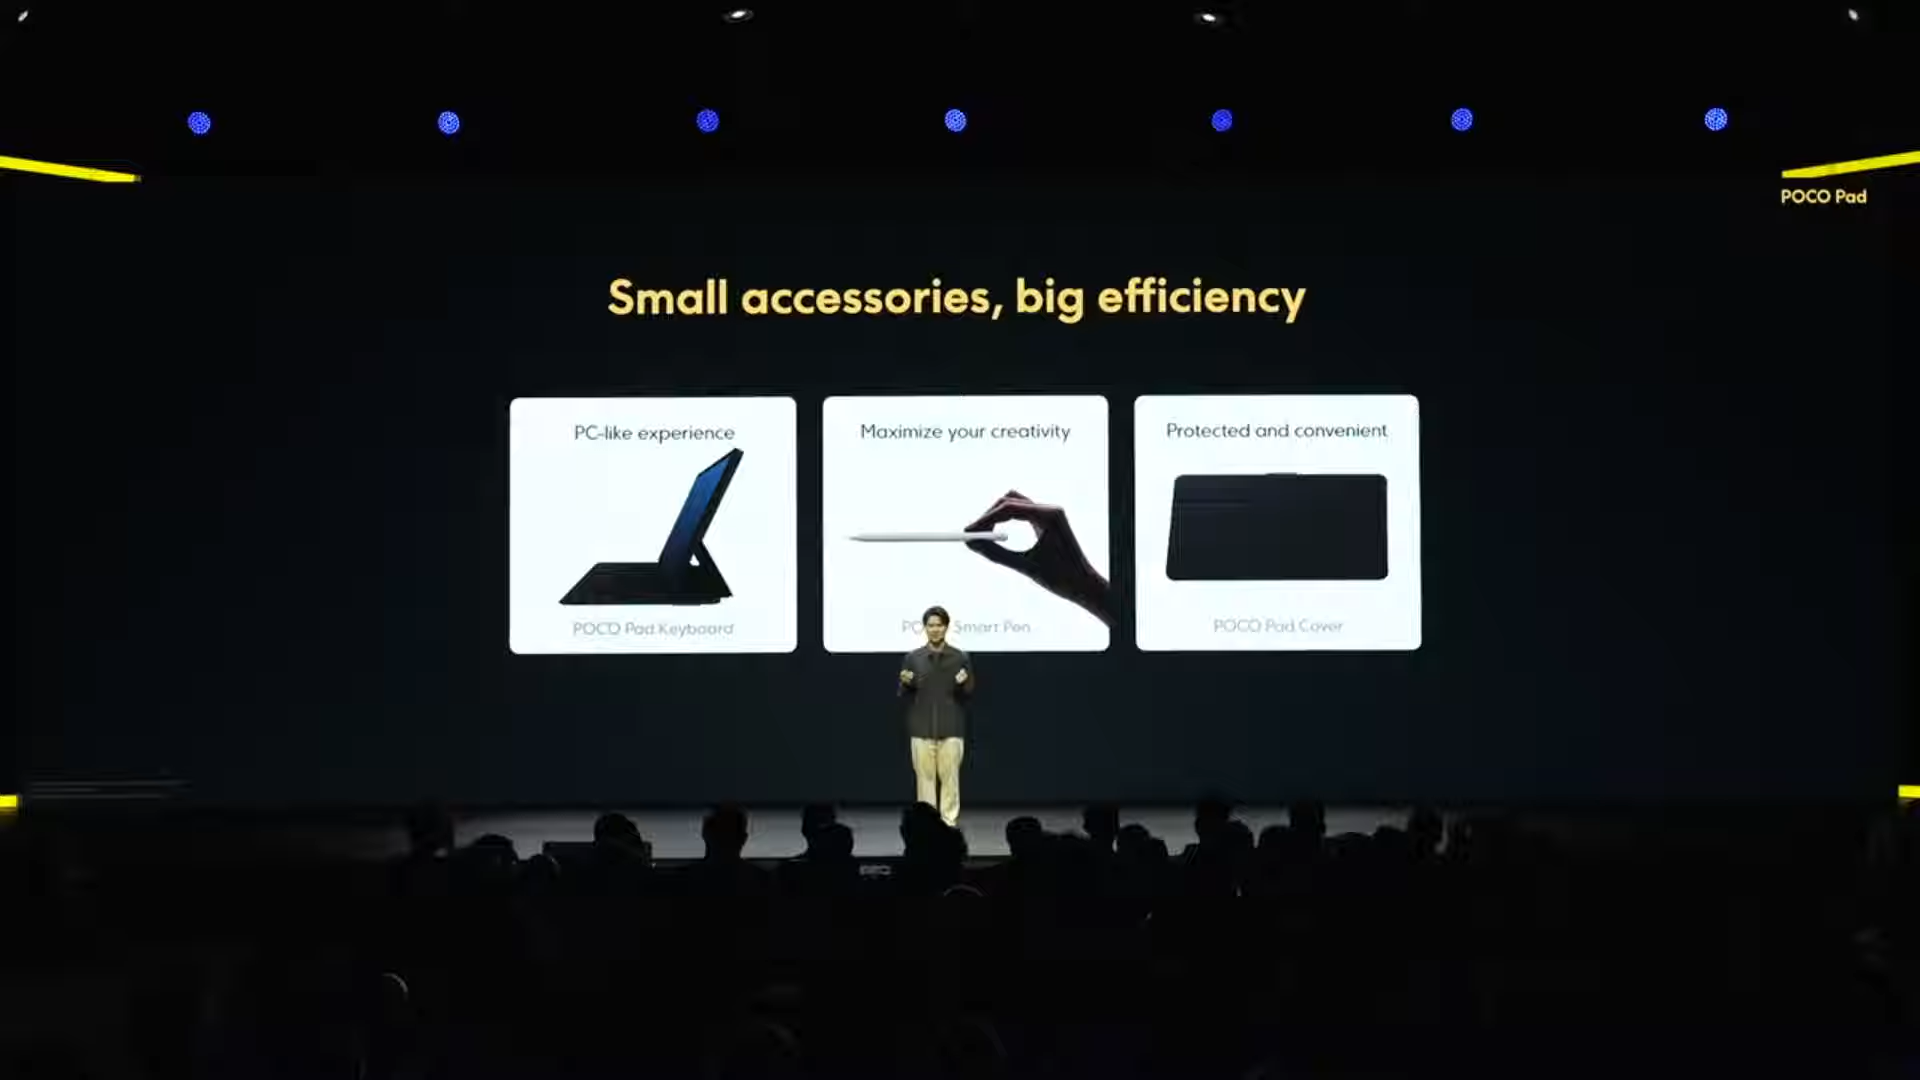 POCO Pad
Small accessories, big efficiency
PC-like experience
Maximize your creativity
Protected and convenient
POCO Pad Keyboard
Smart Pen
POCO Pad Cover